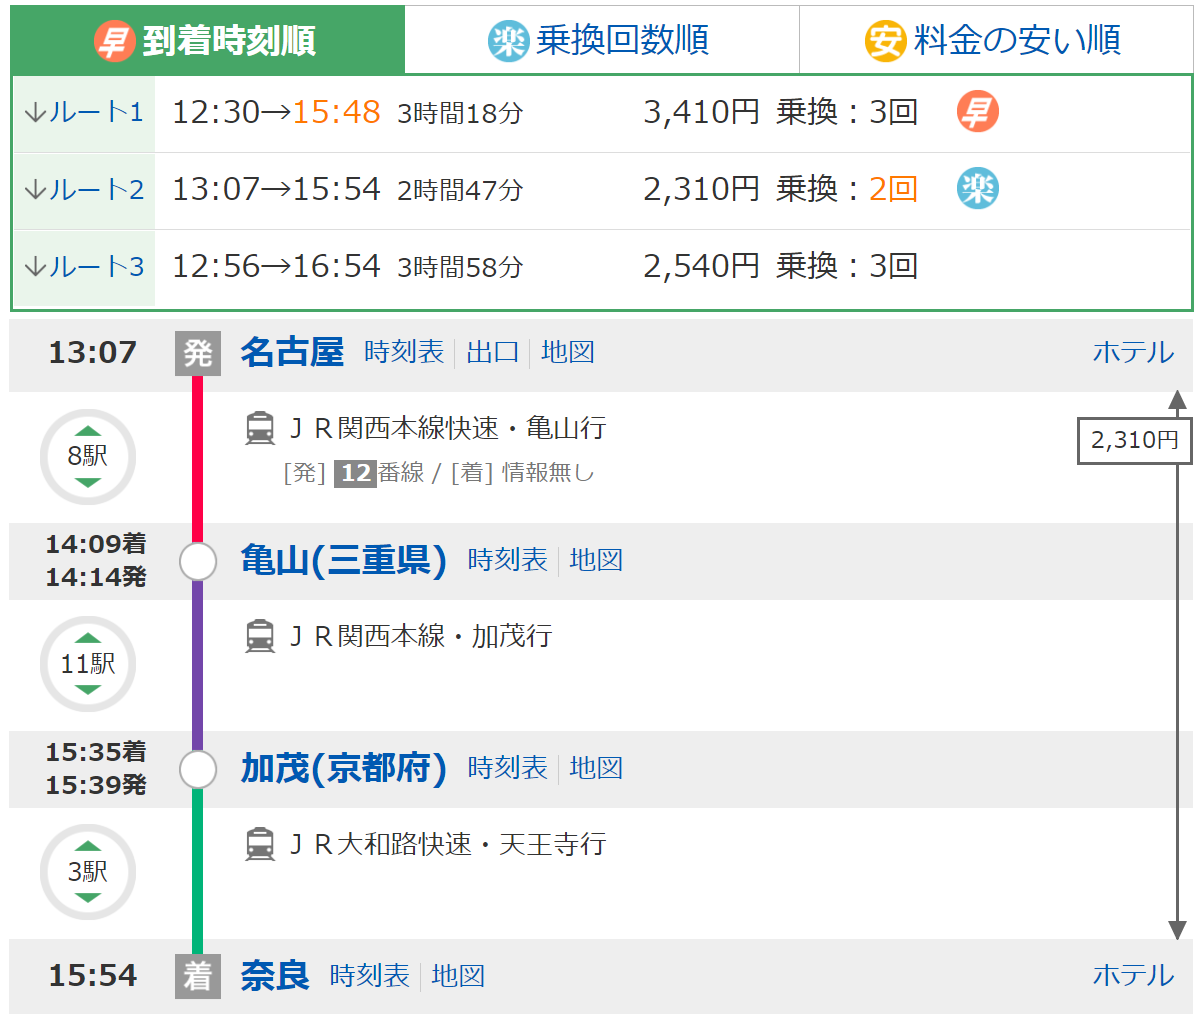 早 到着時刻順 楽 乗換回数順 安 料金の安い順
↓ルート1 12:30→15:48 3時間18分 3,410円 乗換：3回 早
↓ルート2 13:07→15:54 2時間47分 2,310円 乗換：2回 楽
↓ルート3 12:56→16:54 3時間58分 2,540円 乗換：3回
13:07 発 名古屋 時刻表 出口 地図 ホテル
8駅 ＪＲ関西本線快速・亀山行
[発] 12番線 / [着] 情報無し
2,310円
14:09着
14:14発
亀山(三重県) 時刻表 地図
11駅 ＪＲ関西本線・加茂行
15:35着
15:39発
加茂(京都府) 時刻表 地図
3駅 ＪＲ大和路快速・天王寺行
15:54 着 奈良 時刻表 地図 ホテル